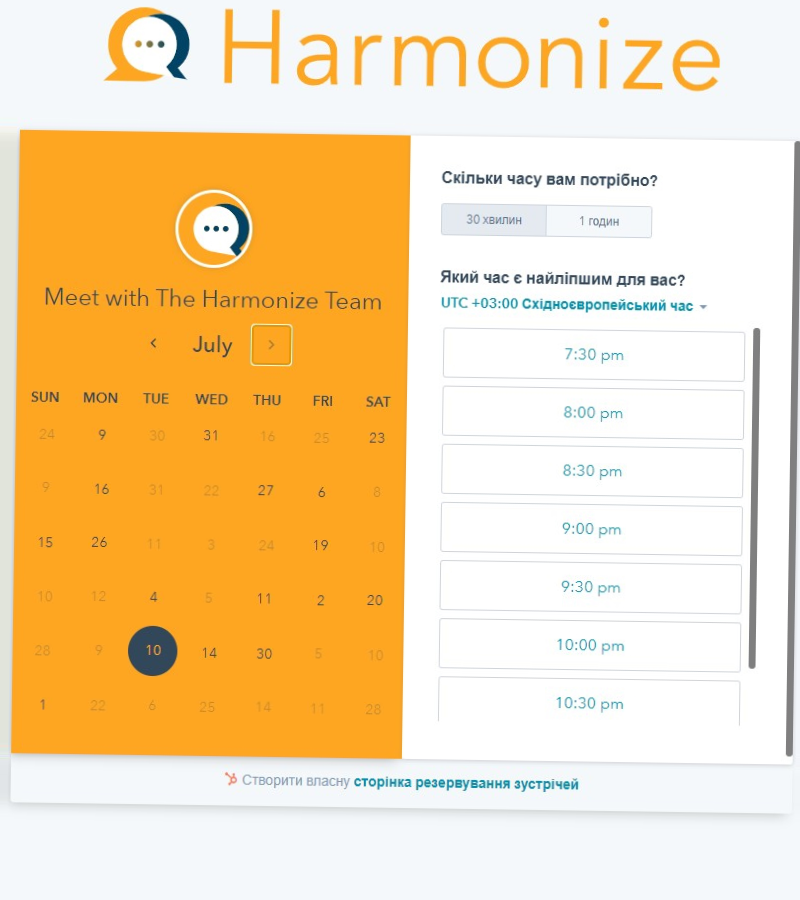 Harmonize
Meet with The Harmonize Team
July
SUN MON TUE WED THU FRI SAT
24 9 30 31 16 25 23
9 16 31 22 27 6 8
15 26 11 3 24 19 10
10 12 4 5 11 2 20
28 9 10 14 30 5 10
1 22 6 25 14 11 28
Скільки часу вам потрібно?
30 хвилин 1 годин
Який час є найліпшим для вас?
UTC +03:00 Східноєвропейський час
7:30 pm
8:00 pm
8:30 pm
9:00 pm
9:30 pm
10:00 pm
10:30 pm
Створити власну сторінка резервування зустрічей